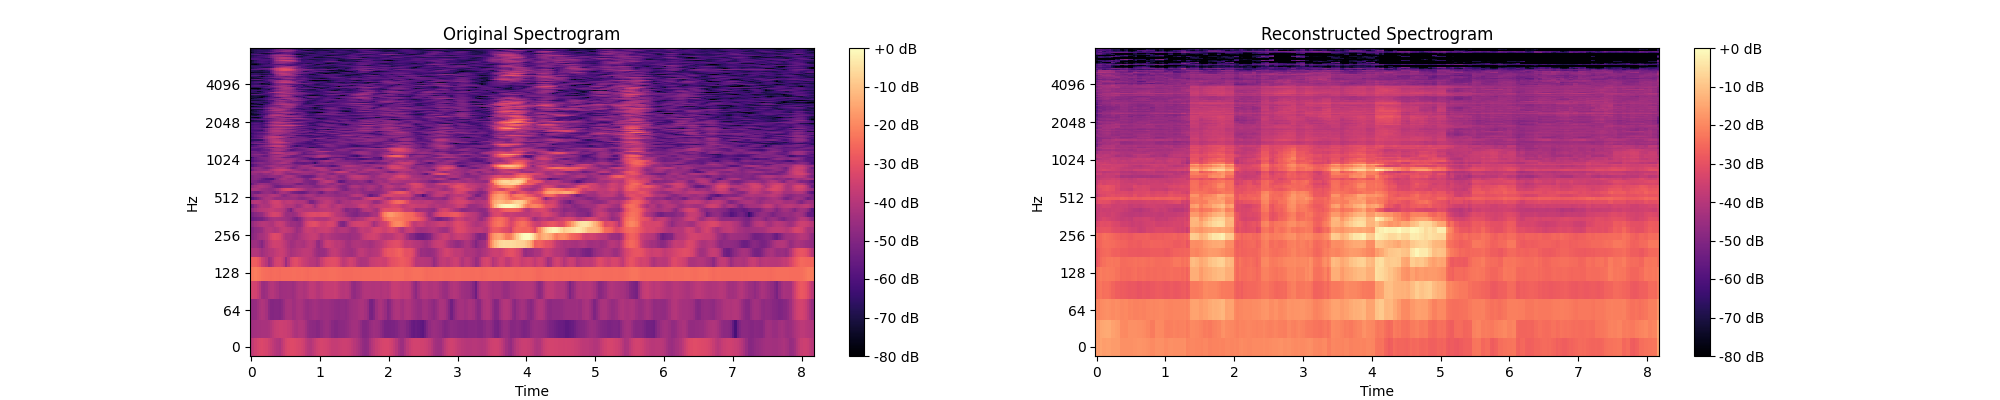 Original Spectrogram
Hz
4096
2048
1024
512
256
128
64
0
0 1 2 3 4 5 6 7 8
Time
+0 dB
-10 dB
-20 dB
-30 dB
-40 dB
-50 dB
-60 dB
-70 dB
-80 dB
Reconstructed Spectrogram
Hz
4096
2048
1024
512
256
128
64
0
0 1 2 3 4 5 6 7 8
Time
+0 dB
-10 dB
-20 dB
-30 dB
-40 dB
-50 dB
-60 dB
-70 dB
-80 dB